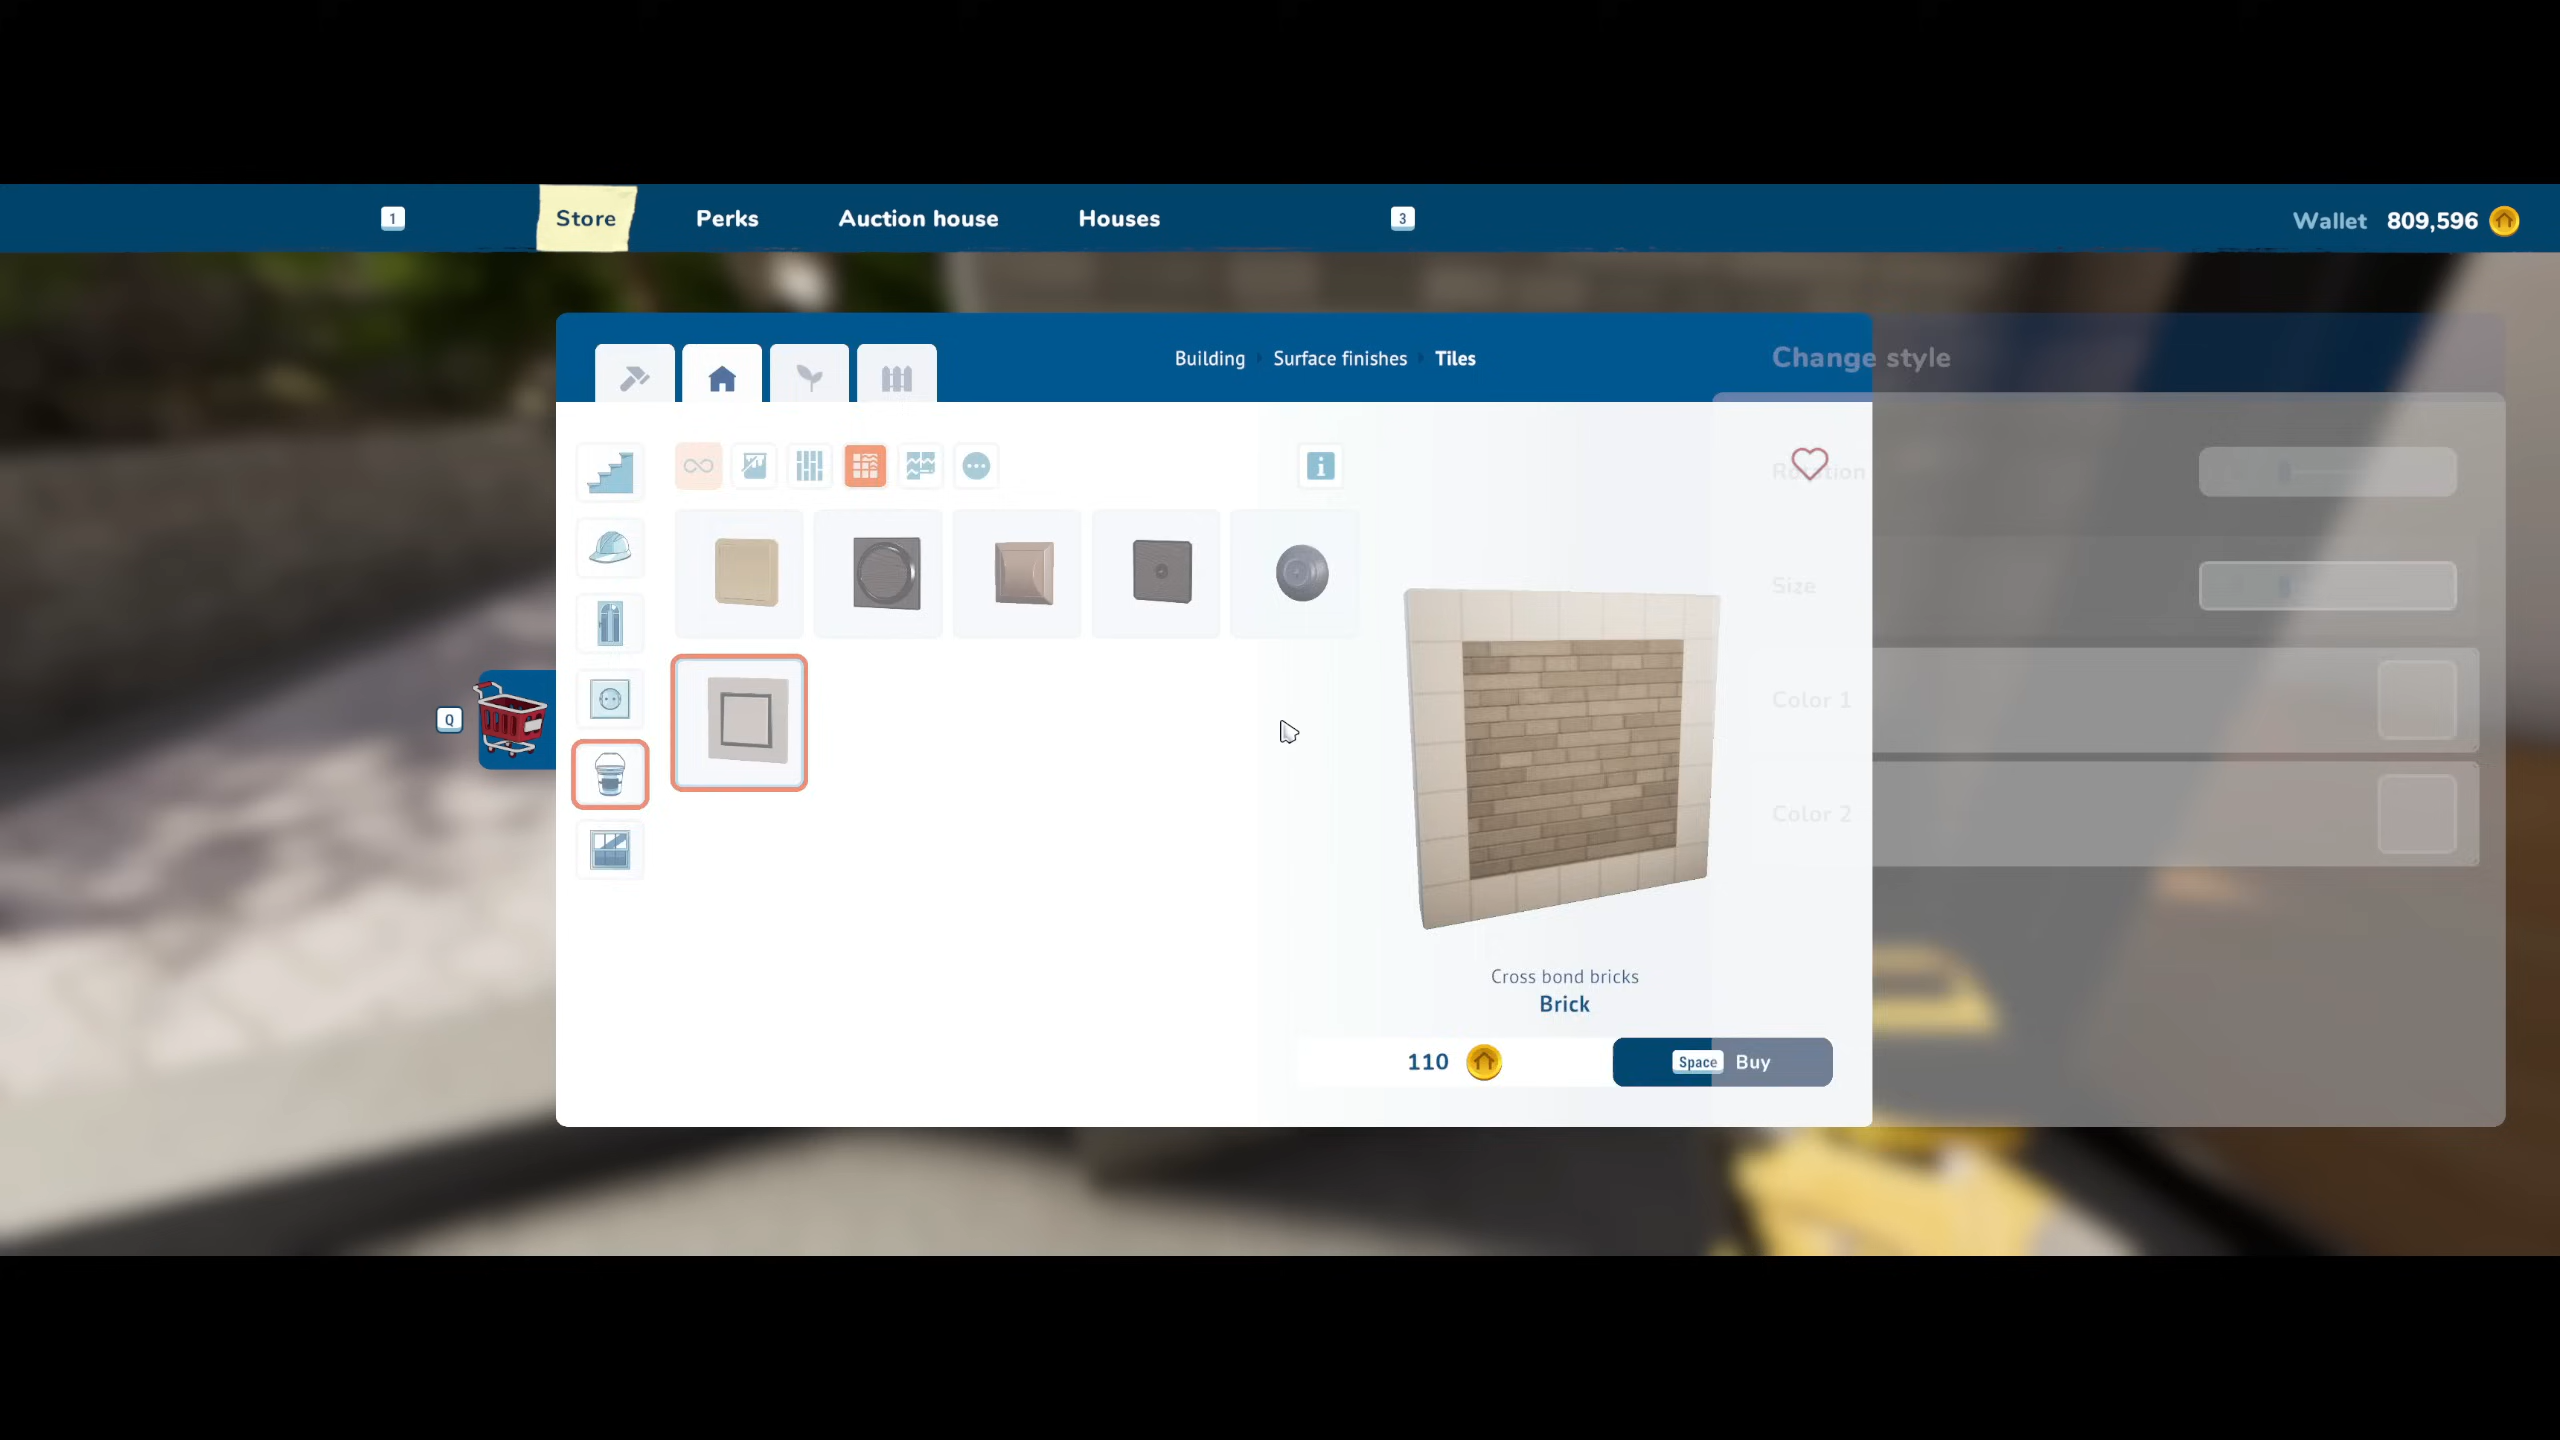 1
Store
Perks
Auction house
Houses
3
Wallet 809,596
Building Surface finishes Tiles
Change style
Rotation
Size
Q
Color 1
Color 2
Cross bond bricks
Brick
110
Space Buy